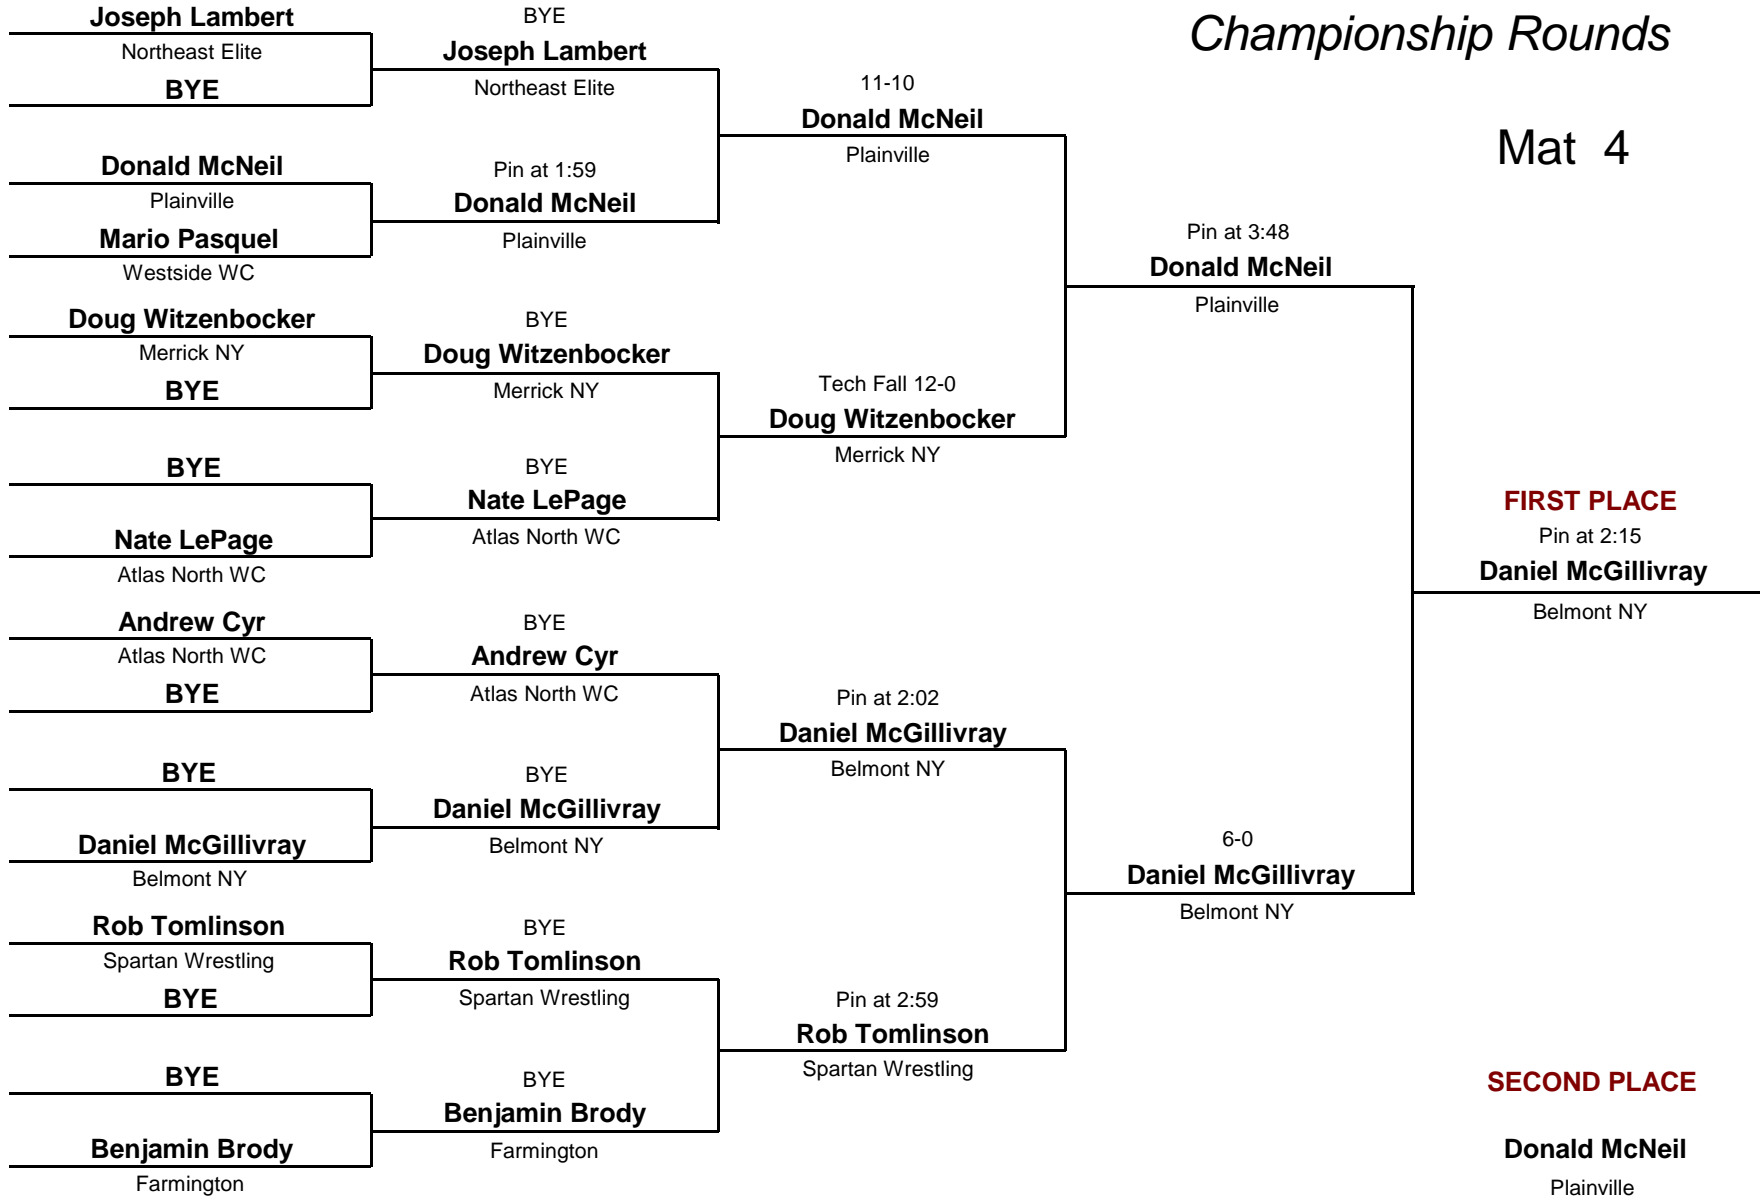 Championship Rounds
Mat 4
Joseph Lambert
Northeast Elite
BYE
Donald McNeil
Plainville
Mario Pasquel
Westside WC
Doug Witzenbocker
Merrick NY
BYE
BYE
Nate LePage
Atlas North WC
Andrew Cyr
Atlas North WC
BYE
BYE
Daniel McGillivray
Belmont NY
Rob Tomlinson
Spartan Wrestling
BYE
BYE
Benjamin Brody
Farmington
BYE
Joseph Lambert
Northeast Elite
Pin at 1:59
Donald McNeil
Plainville
BYE
Doug Witzenbocker
Merrick NY
BYE
Nate LePage
Atlas North WC
BYE
Andrew Cyr
Atlas North WC
BYE
Daniel McGillivray
Belmont NY
BYE
Rob Tomlinson
Spartan Wrestling
BYE
Benjamin Brody
Farmington
11-10
Donald McNeil
Plainville
Tech Fall 12-0
Doug Witzenbocker
Merrick NY
Pin at 2:02
Daniel McGillivray
Belmont NY
Pin at 2:59
Rob Tomlinson
Spartan Wrestling
Pin at 3:48
Donald McNeil
Plainville
6-0
Daniel McGillivray
Belmont NY
FIRST PLACE
Pin at 2:15
Daniel McGillivray
Belmont NY
SECOND PLACE
Donald McNeil
Plainville